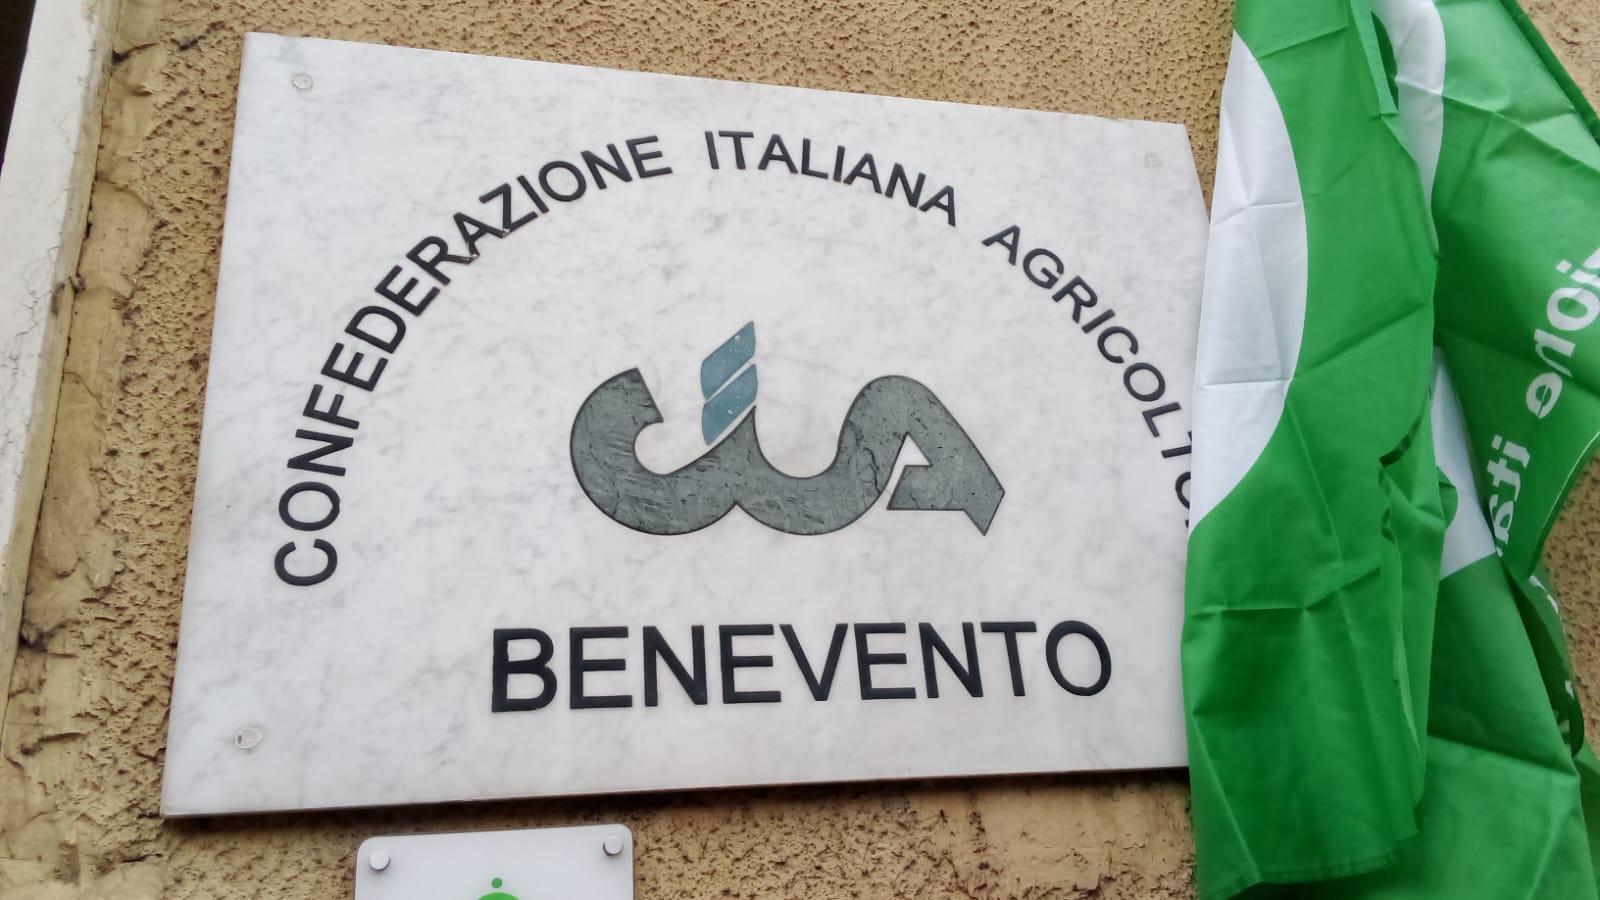 CONFEDERAZIONE ITALIANA AGRICOLTO
cia
BENEVENTO